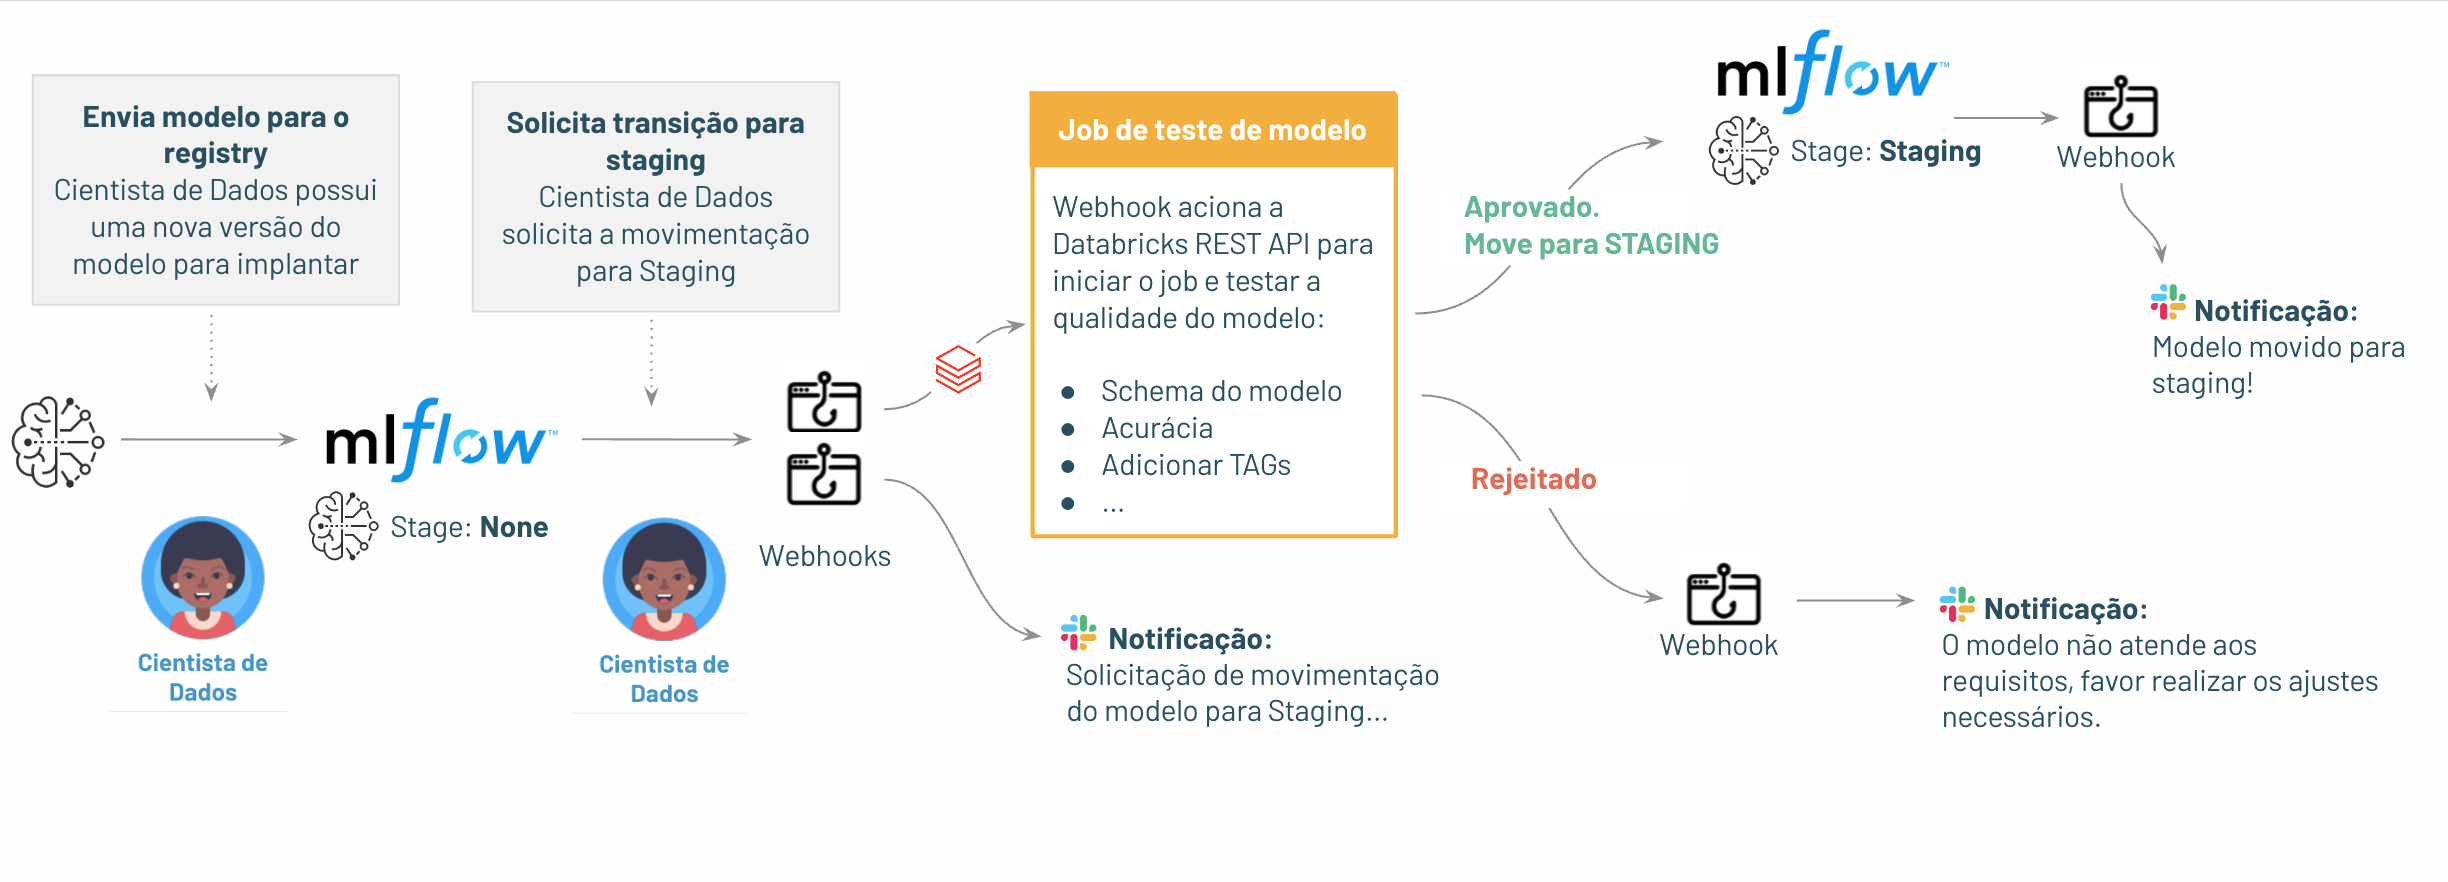 Envia modelo para o
registry
Cientista de Dados possui
uma nova versão do
modelo para implantar
Solicita transição para
staging
Cientista de Dados
solicita a movimentação
para Staging
mlflow™
Stage: None
Cientista de
Dados
Cientista de
Dados
Webhooks
Job de teste de modelo
Webhook aciona a
Databricks REST API para
iniciar o job e testar a
qualidade do modelo:
● Schema do modelo
● Acurácia
● Adicionar TAGs
● ...
Notificação:
Solicitação de movimentação
do modelo para Staging...
Aprovado.
Move para STAGING
mlflow™
Stage: Staging
Webhook
Notificação:
Modelo movido para
staging!
Rejeitado
Webhook
Notificação:
O modelo não atende aos
requisitos, favor realizar os ajustes
necessários.